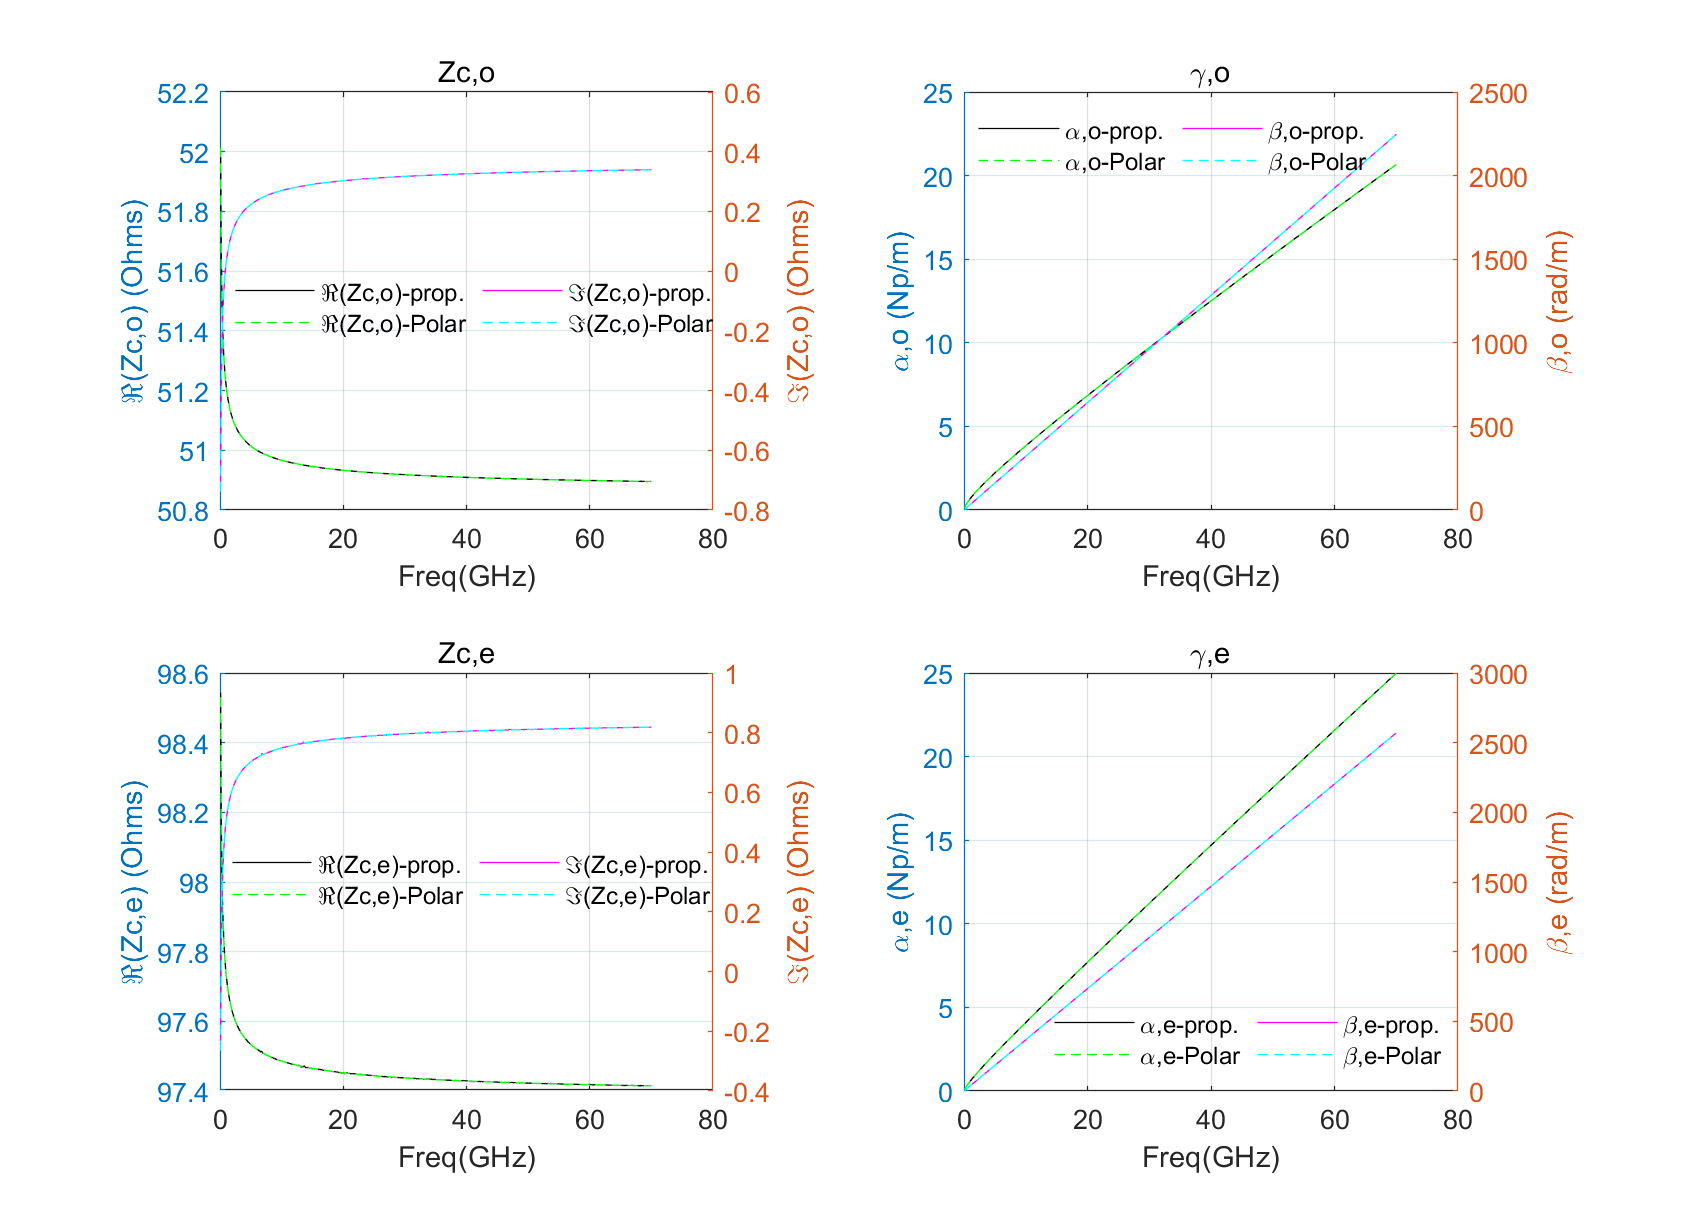 Zc,o
52.2
52
51.8
51.6
51.4
51.2
51
50.8
ℜ(Zc,o) (Ohms)
0.6
0.4
0.2
0
-0.2
-0.4
-0.6
-0.8
ℑ(Zc,o) (Ohms)
ℜ(Zc,o)-prop.
ℑ(Zc,o)-prop.
ℜ(Zc,o)-Polar
ℑ(Zc,o)-Polar
0 20 40 60 80
Freq(GHz)
γ,o
25
20
15
10
5
0
α,o (Np/m)
2500
2000
1500
1000
500
0
β,o (rad/m)
α,o-prop.
β,o-prop.
α,o-Polar
β,o-Polar
0 20 40 60 80
Freq(GHz)
Zc,e
98.6
98.4
98.2
98
97.8
97.6
97.4
ℜ(Zc,e) (Ohms)
1
0.8
0.6
0.4
0.2
0
-0.2
-0.4
ℑ(Zc,e) (Ohms)
ℜ(Zc,e)-prop.
ℑ(Zc,e)-prop.
ℜ(Zc,e)-Polar
ℑ(Zc,e)-Polar
0 20 40 60 80
Freq(GHz)
γ,e
25
20
15
10
5
0
α,e (Np/m)
3000
2500
2000
1500
1000
500
0
β,e (rad/m)
α,e-prop.
β,e-prop.
α,e-Polar
β,e-Polar
0 20 40 60 80
Freq(GHz)